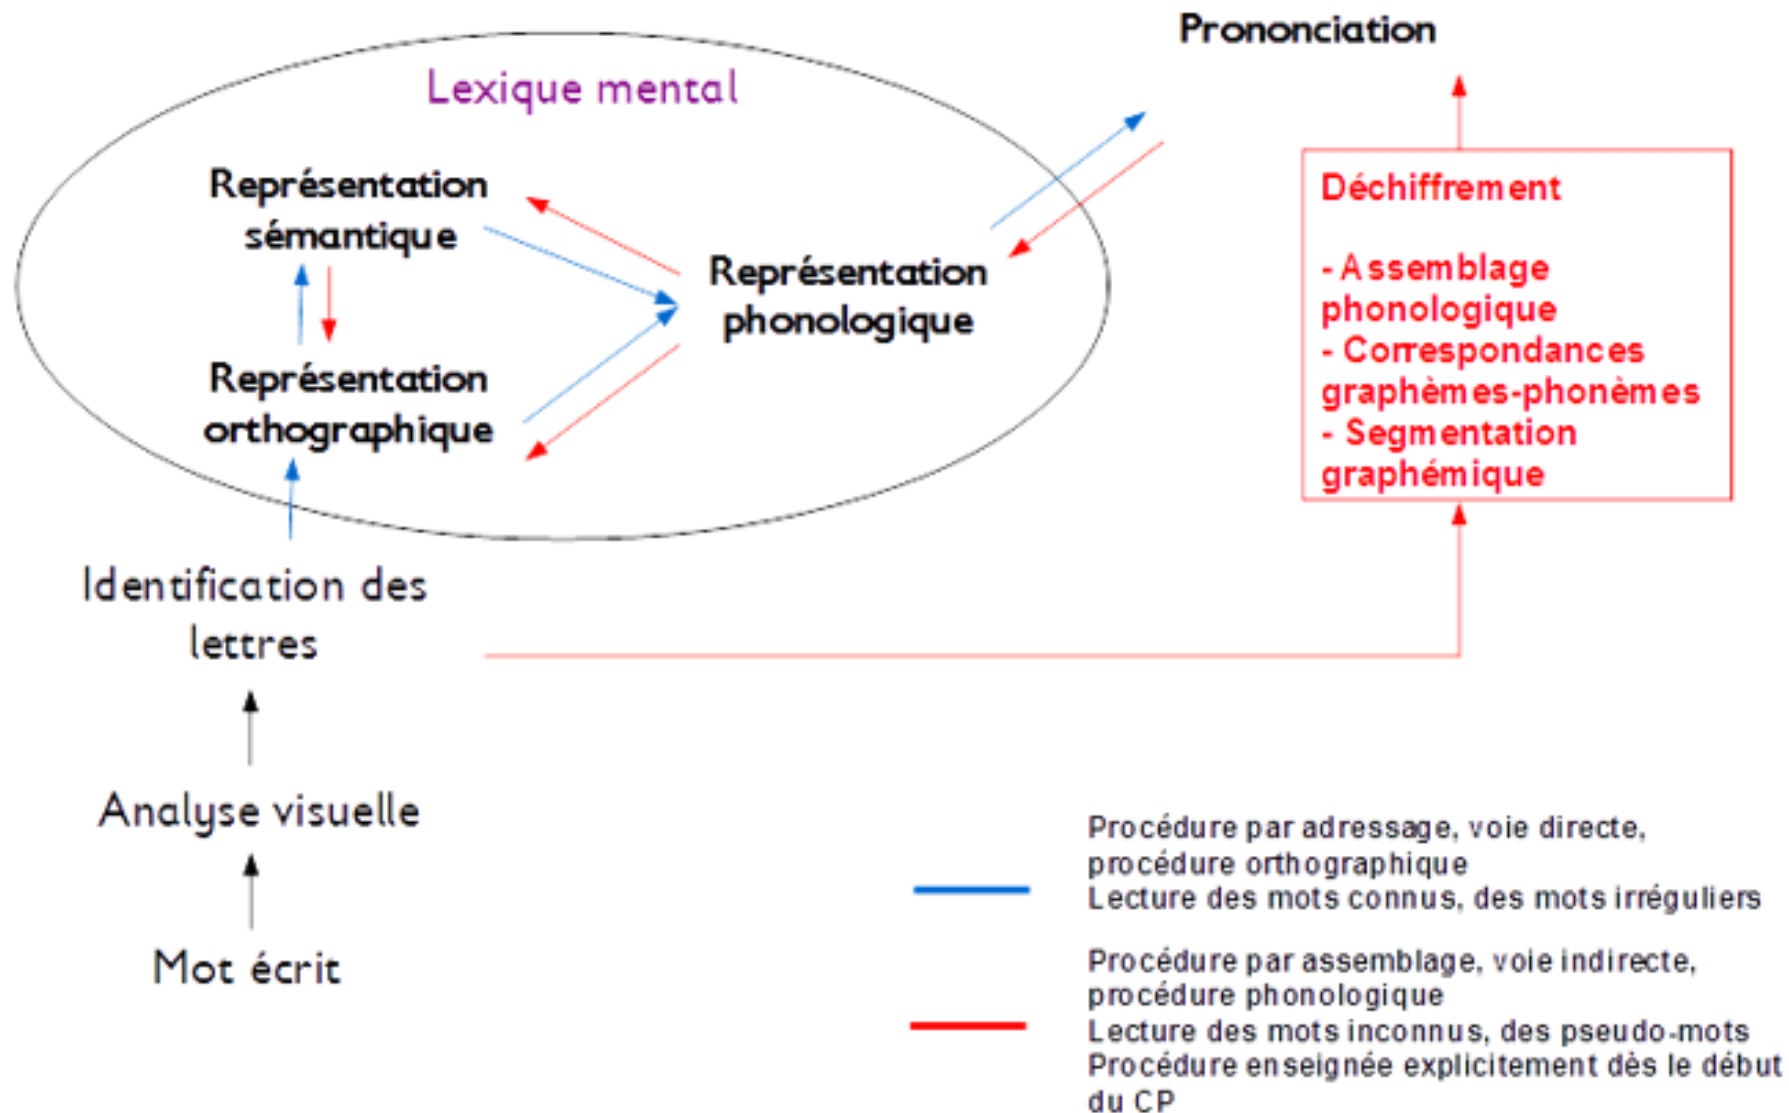 Prononciation
Lexique mental
Représentation
sémantique
Représentation
phonologique
Représentation
orthographique
Déchiffrement
- Assemblage
phonologique
- Correspondances
graphèmes-phonèmes
- Segmentation
graphémique
Identification des
lettres
Analyse visuelle
Mot écrit
Procédure par adressage, voie directe,
procédure orthographique
Lecture des mots connus, des mots irréguliers
Procédure par assemblage, voie indirecte,
procédure phonologique
Lecture des mots inconnus, des pseudo-mots
Procédure enseignée explicitement dès le début
du CP